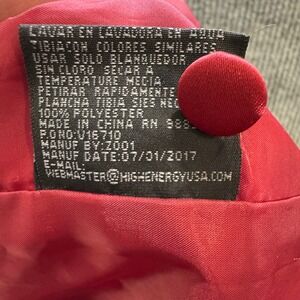 LAVAR EN LAVADORA EN AGUA
TIBIACON COLORES SIMILARES
USAR SOLO BLANQUEDOR
SIN CLORO SECAR A
TEMPERATURE MEDIA
PETIRAR RAPIDAMENTE
PLANCHA TIBIA SIES NEC
100% POLYESTER
MADE IN CHINA RN 988
P.O:NO:V16710
MANUF BY:Z001
MANUF DATE:07/01/2017
E-MAIL:
WEBMASTER@HIGHENERGYUSA.COM